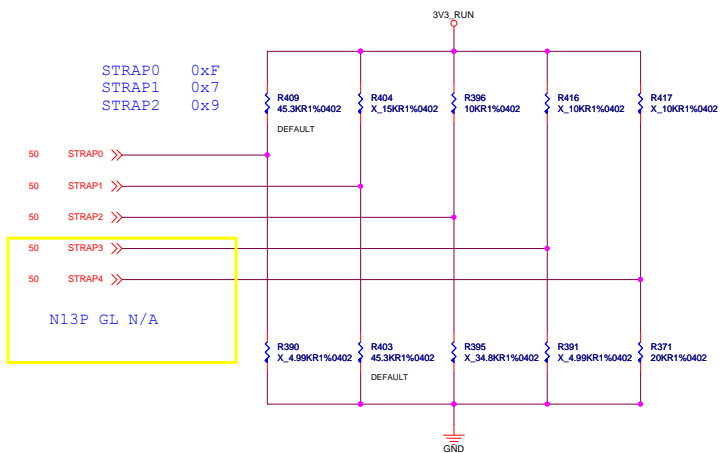 3V3_RUN
STRAP0 0xF
STRAP1 0x7
STRAP2 0x9
R409
45.3KR1%0402
DEFAULT
R404
X_15KR1%0402
R396
10KR1%0402
R416
X_10KR1%0402
R417
X_10KR1%0402
50 STRAP0
50 STRAP1
50 STRAP2
50 STRAP3
50 STRAP4
N13P GL N/A
R390
X_4.99KR1%0402
R403
45.3KR1%0402
DEFAULT
R395
X_34.8KR1%0402
R391
X_4.99KR1%0402
R371
20KR1%0402
GND